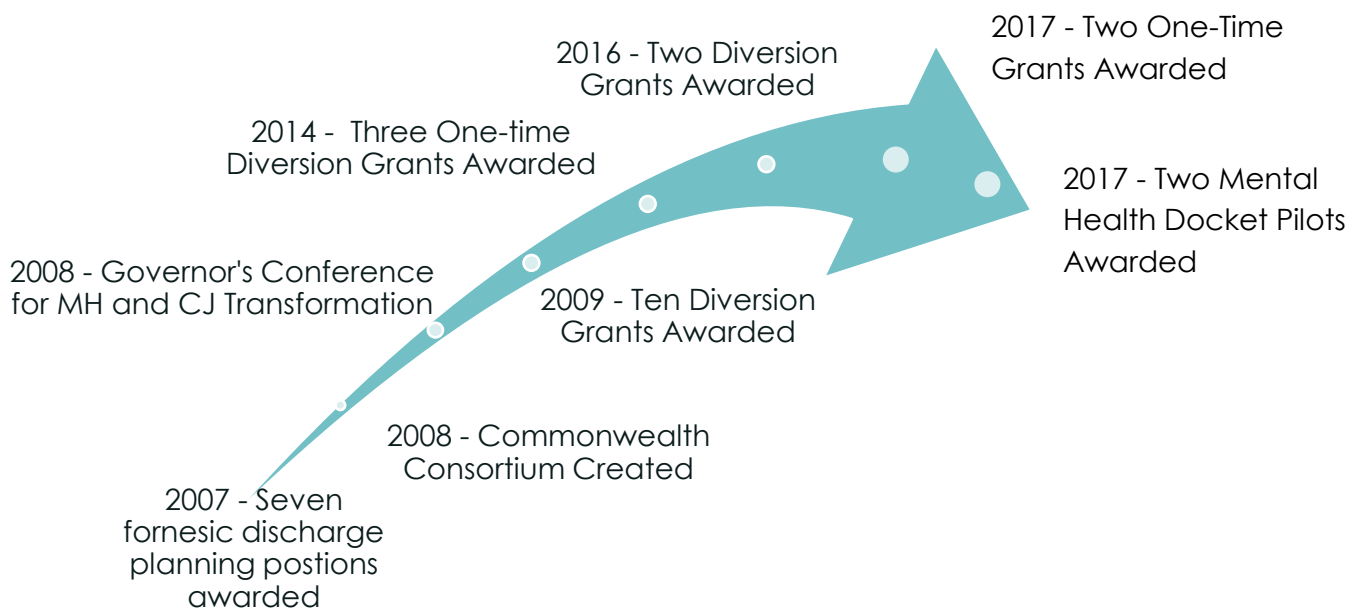 2017 - Two One-Time
Grants Awarded
2016 - Two Diversion
Grants Awarded
2014 -  Three One-time
Diversion Grants Awarded
2017 - Two Mental
Health Docket Pilots
Awarded
2008 - Governor's Conference
for MH and CJ Transformation
2009 - Ten Diversion
Grants Awarded
2008 - Commonwealth
Consortium Created
2007 - Seven
fornesic discharge
planning postions
awarded